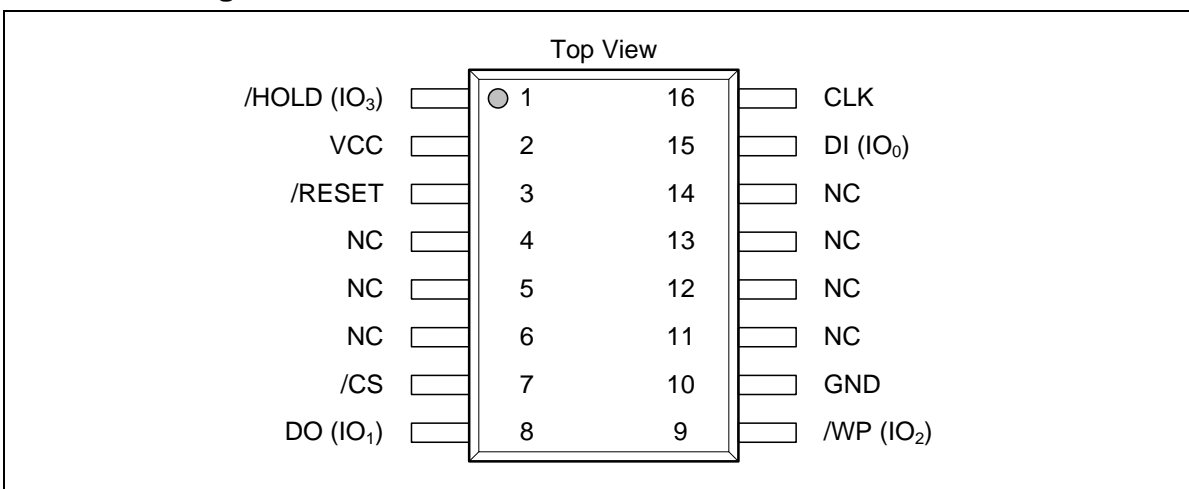 Top View
/HOLD (IO₃) 1 16 CLK
VCC 2 15 DI (IO₀)
/RESET 3 14 NC
NC 4 13 NC
NC 5 12 NC
NC 6 11 NC
/CS 7 10 GND
DO (IO₁) 8 9 /WP (IO₂)